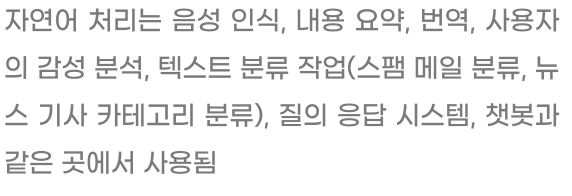 자연어 처리는 음성 인식, 내용 요약, 번역, 사용자
의 감성 분석, 텍스트 분류 작업(스팸 메일 분류, 뉴
스 기사 카테고리 분류), 질의 응답 시스템, 챗봇과
같은 곳에서 사용됨